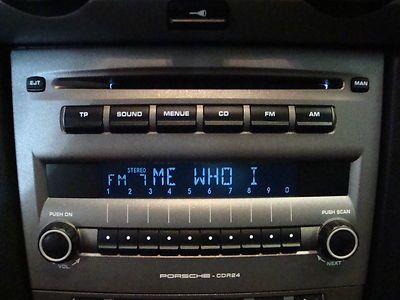 EJT MAN
TP SOUND MENUE CD FM AM
STEREO
FM 7 ME WHO I
1 2 3 4 5 6 7 8 9 0
PUSH ON PUSH SCAN
VOL. NEXT
PORSCHE-CDR24